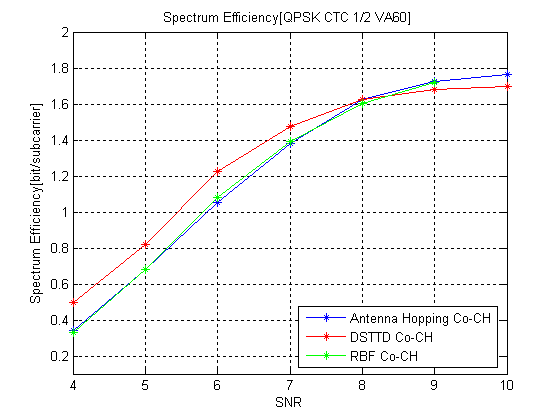 Spectrum Efficiency[QPSK CTC 1/2 VA60]
2
1.8
1.6
1.4
1.2
1
0.8
0.6
0.4
0.2
Spectrum Efficiency[bit/subcarrier]
Antenna Hopping Co-CH
DSTTD Co-CH
RBF Co-CH
4 5 6 7 8 9 10
SNR